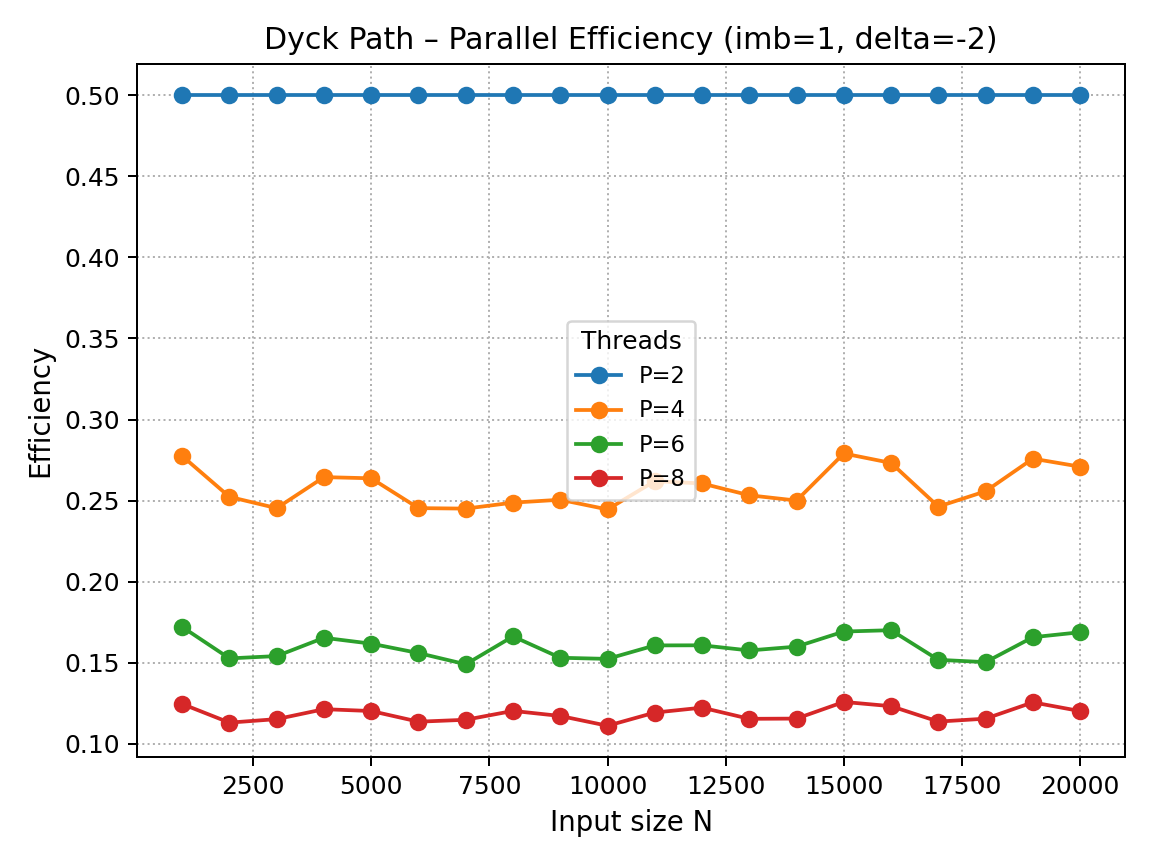 Dyck Path – Parallel Efficiency (imb=1, delta=-2)
0.50
0.45
0.40
0.35
0.30
0.25
0.20
0.15
0.10
Efficiency
Threads
P=2
P=4
P=6
P=8
2500 5000 7500 10000 12500 15000 17500 20000
Input size N